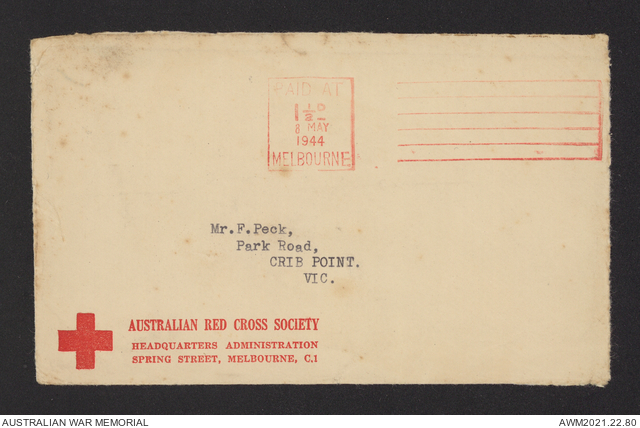 PAID AT
1½D
8 MAY
1944
MELBOURNE
Mr.F.Peck,
Park Road,
CRIB POINT.
VIC.
AUSTRALIAN RED CROSS SOCIETY
HEADQUARTERS ADMINISTRATION
SPRING STREET, MELBOURNE, C.1
AUSTRALIAN WAR MEMORIAL
AWM2021.22.80